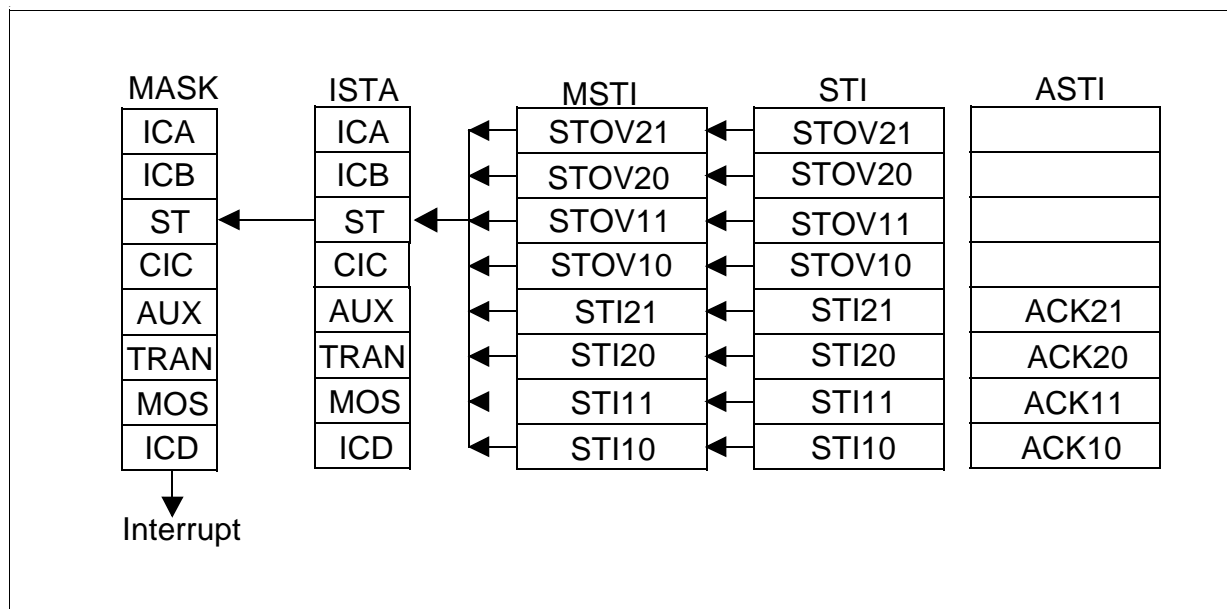 MASK ISTA MSTI STI ASTI
ICA ICA STOV21 STOV21
ICB ICB STOV20 STOV20
ST ST STOV11 STOV11
CIC CIC STOV10 STOV10
AUX AUX STI21 STI21 ACK21
TRAN TRAN STI20 STI20 ACK20
MOS MOS STI11 STI11 ACK11
ICD ICD STI10 STI10 ACK10
Interrupt